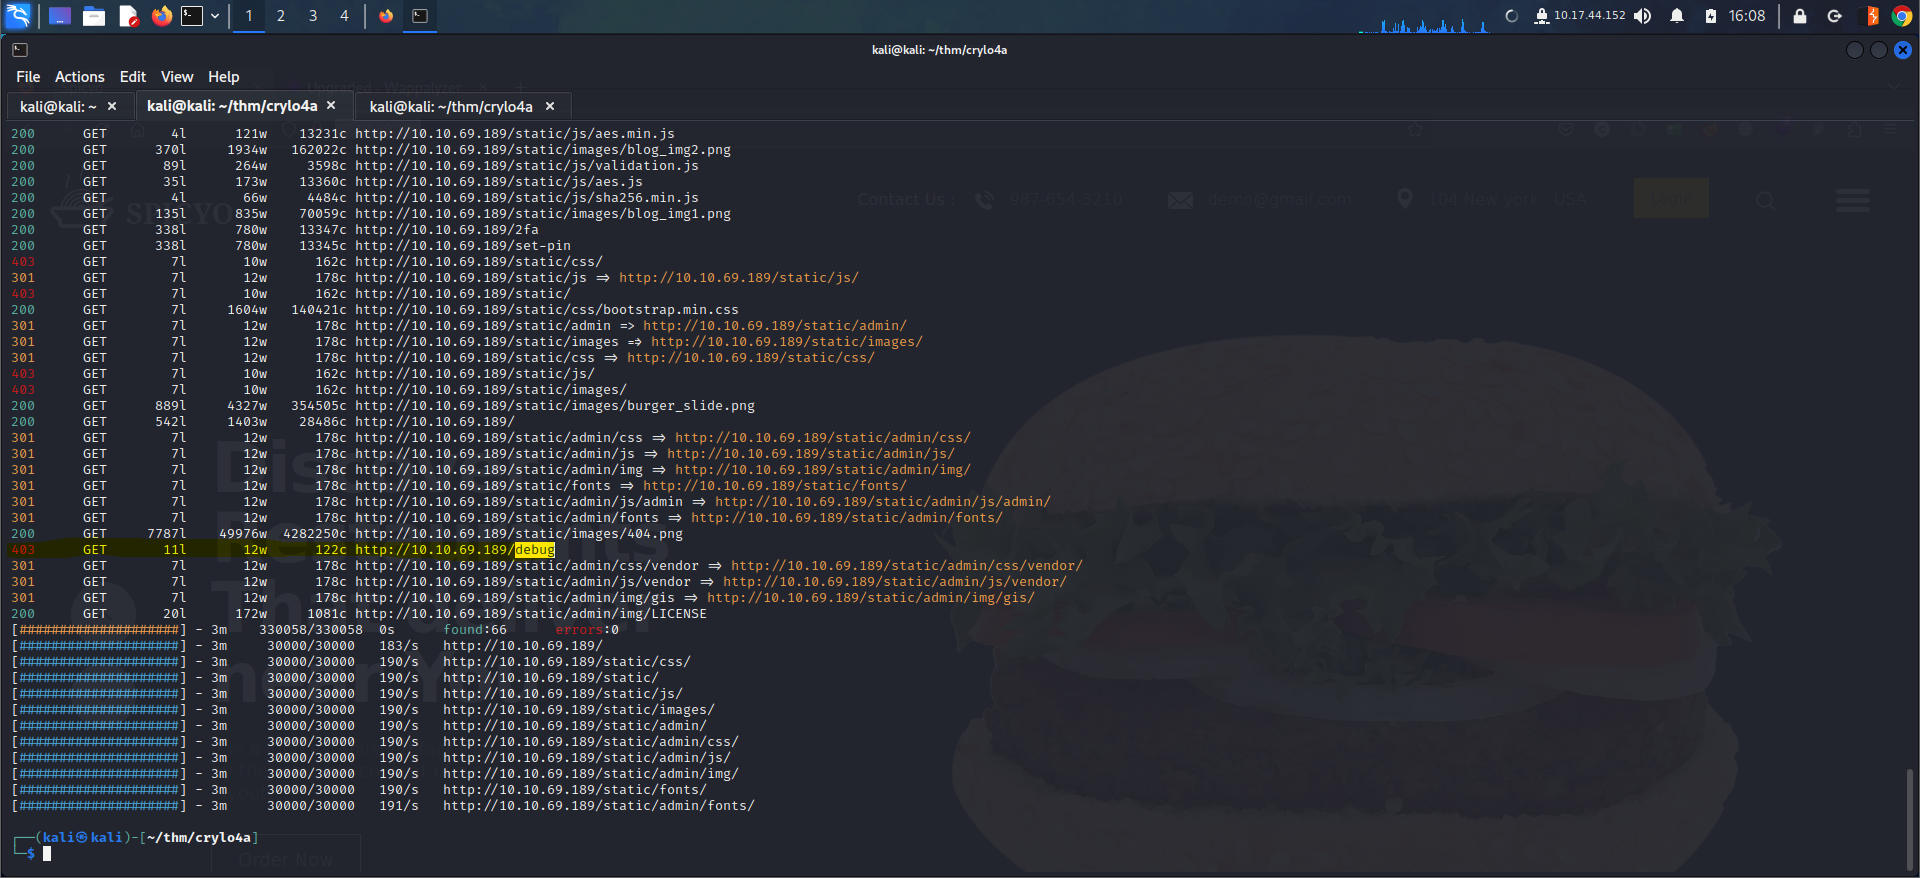 1 2 3 4 10.17.44.152 16:08
kali@kali: ~/thm/crylo4a
File Actions Edit View Help
kali@kali: ~ × kali@kali: ~/thm/crylo4a × kali@kali: ~/thm/crylo4a ×
200 GET 4l 121w 13231c http://10.10.69.189/static/js/aes.min.js
200 GET 370l 1934w 162022c http://10.10.69.189/static/images/blog_img2.png
200 GET 89l 264w 3598c http://10.10.69.189/static/js/validation.js
200 GET 35l 173w 13360c http://10.10.69.189/static/js/aes.js
200 GET 4l 66w 4484c http://10.10.69.189/static/js/sha256.min.js
200 GET 135l 835w 70059c http://10.10.69.189/static/images/blog_img1.png
200 GET 338l 780w 13347c http://10.10.69.189/2fa
200 GET 338l 780w 13345c http://10.10.69.189/set-pin
403 GET 7l 10w 162c http://10.10.69.189/static/css/
301 GET 7l 12w 178c http://10.10.69.189/static/js => http://10.10.69.189/static/js/
403 GET 7l 10w 162c http://10.10.69.189/static/
200 GET 7l 1604w 140421c http://10.10.69.189/static/css/bootstrap.min.css
301 GET 7l 12w 178c http://10.10.69.189/static/admin => http://10.10.69.189/static/admin/
301 GET 7l 12w 178c http://10.10.69.189/static/images => http://10.10.69.189/static/images/
301 GET 7l 12w 178c http://10.10.69.189/static/css => http://10.10.69.189/static/css/
403 GET 7l 10w 162c http://10.10.69.189/static/js/
403 GET 7l 10w 162c http://10.10.69.189/static/images/
200 GET 889l 4327w 354505c http://10.10.69.189/static/images/burger_slide.png
200 GET 542l 1403w 28486c http://10.10.69.189/
301 GET 7l 12w 178c http://10.10.69.189/static/admin/css => http://10.10.69.189/static/admin/css/
301 GET 7l 12w 178c http://10.10.69.189/static/admin/js => http://10.10.69.189/static/admin/js/
301 GET 7l 12w 178c http://10.10.69.189/static/admin/img => http://10.10.69.189/static/admin/img/
301 GET 7l 12w 178c http://10.10.69.189/static/fonts => http://10.10.69.189/static/fonts/
301 GET 7l 12w 178c http://10.10.69.189/static/admin/js/admin => http://10.10.69.189/static/admin/js/admin/
301 GET 7l 12w 178c http://10.10.69.189/static/admin/fonts => http://10.10.69.189/static/admin/fonts/
200 GET 7787l 49976w 4282250c http://10.10.69.189/static/images/404.png
403 GET 11l 12w 122c http://10.10.69.189/debug
301 GET 7l 12w 178c http://10.10.69.189/static/admin/css/vendor => http://10.10.69.189/static/admin/css/vendor/
301 GET 7l 12w 178c http://10.10.69.189/static/admin/js/vendor => http://10.10.69.189/static/admin/js/vendor/
301 GET 7l 12w 178c http://10.10.69.189/static/admin/img/gis => http://10.10.69.189/static/admin/img/gis/
200 GET 20l 172w 1081c http://10.10.69.189/static/admin/img/LICENSE
[####################] - 3m 330058/330058 0s found:66 errors:0
[####################] - 3m 30000/30000 183/s http://10.10.69.189/
[####################] - 3m 30000/30000 190/s http://10.10.69.189/static/css/
[####################] - 3m 30000/30000 190/s http://10.10.69.189/static/
[####################] - 3m 30000/30000 190/s http://10.10.69.189/static/js/
[####################] - 3m 30000/30000 190/s http://10.10.69.189/static/images/
[####################] - 3m 30000/30000 190/s http://10.10.69.189/static/admin/
[####################] - 3m 30000/30000 190/s http://10.10.69.189/static/admin/css/
[####################] - 3m 30000/30000 190/s http://10.10.69.189/static/admin/js/
[####################] - 3m 30000/30000 190/s http://10.10.69.189/static/admin/img/
[####################] - 3m 30000/30000 190/s http://10.10.69.189/static/fonts/
[####################] - 3m 30000/30000 191/s http://10.10.69.189/static/admin/fonts/
┌──(kali㉿kali)-[~/thm/crylo4a]
└─$
Contact Us : 987-654-3210 demo@gmail.com 104 New york , USA
Order Now